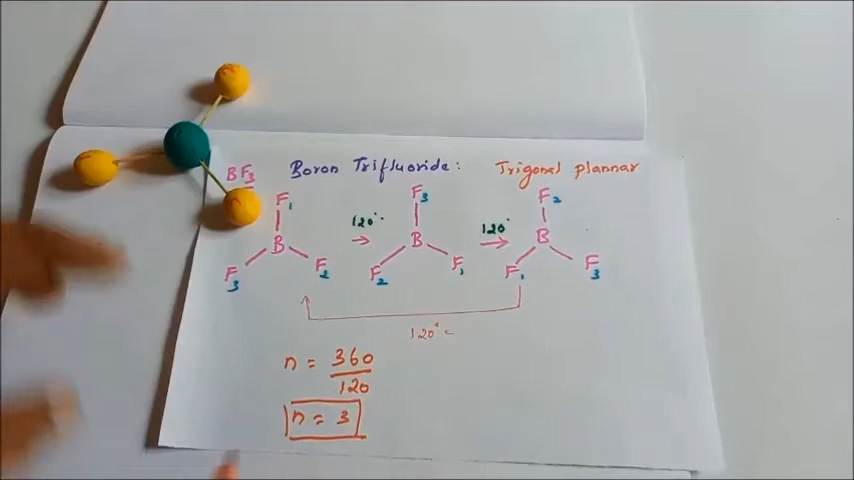 BF3 Boron Trifluoride: Trigonal plannar
F1 F3 F2
120° 120°
B B B
F3 F2 F2 F1 F1 F3
120°c
n = 360
120
n = 3